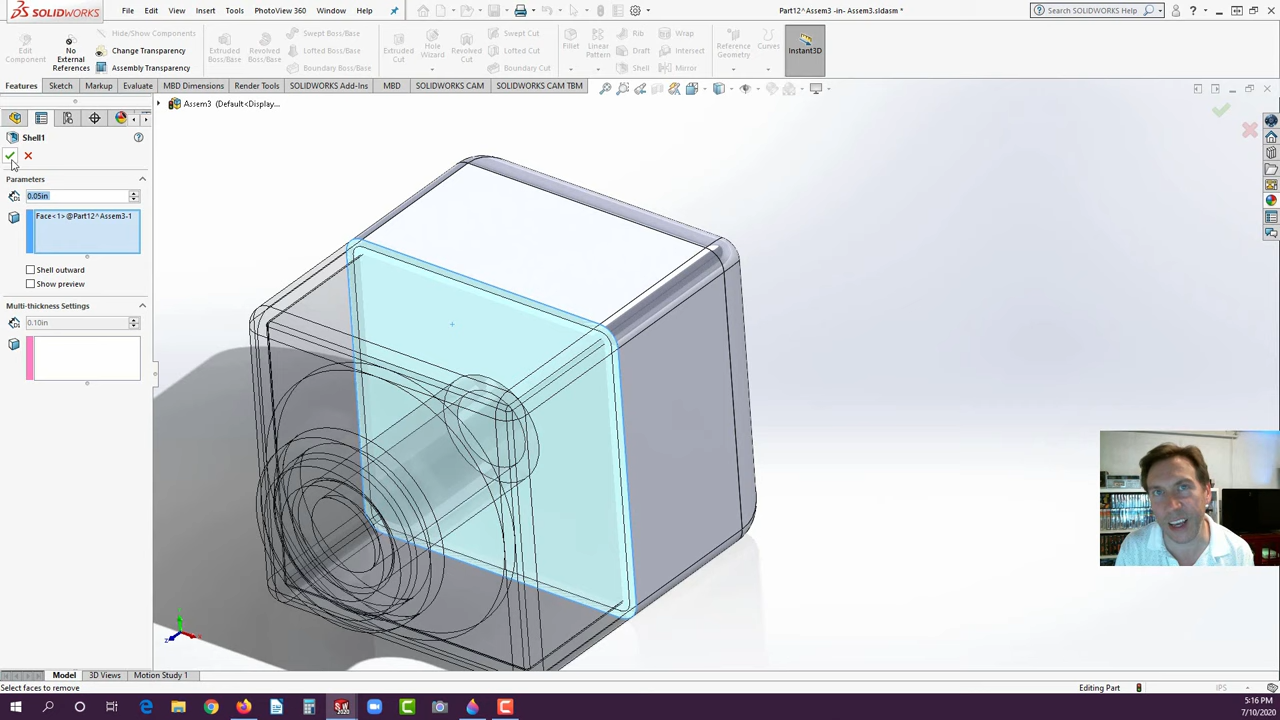 SOLIDWORKS File Edit View Insert Tools PhotoView 360 Window Part12^Assem3 -in- Assem3.sldasm * Search SOLIDWORKS Help
Edit Component
No External References
Hide/Show Components
Change Transparency
Assembly Transparency
Extruded Boss/Base
Revolved Boss/Base
Swept Boss/Base
Lofted Boss/Base
Boundary Boss/Base
Extruded Cut
Hole Wizard
Revolved Cut
Swept Cut
Lofted Cut
Boundary Cut
Fillet
Linear Pattern
Rib
Draft
Shell
Wrap
Intersect
Mirror
Reference Geometry
Curves
Instant3D
Features Sketch Markup Evaluate MBD Dimensions Render Tools SOLIDWORKS Add-Ins MBD SOLIDWORKS CAM SOLIDWORKS CAM TBM
Assem3 (Default<Display...
Shell1
Parameters
0.05in
Face<1>@Part12^Assem3-1
Shell outward
Show preview
Multi-thickness Settings
0.10in
Model 3D Views Motion Study 1
Select faces to remove Editing Part IPS
5:16 PM
7/10/2020